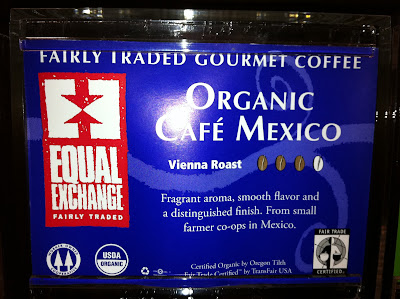 FAIRLY TRADED GOURMET COFFEE
ORGANIC
CAFÉ MEXICO
Vienna Roast
EQUAL
EXCHANGE
FAIRLY TRADED
Fragrant aroma, smooth flavor and
a distinguished finish. From small
farmer co-ops in Mexico.
USDA
ORGANIC
Certified Organic by Oregon Tilth
Fair Trade Certified™ by TransFair USA
FAIR TRADE
CERTIFIED